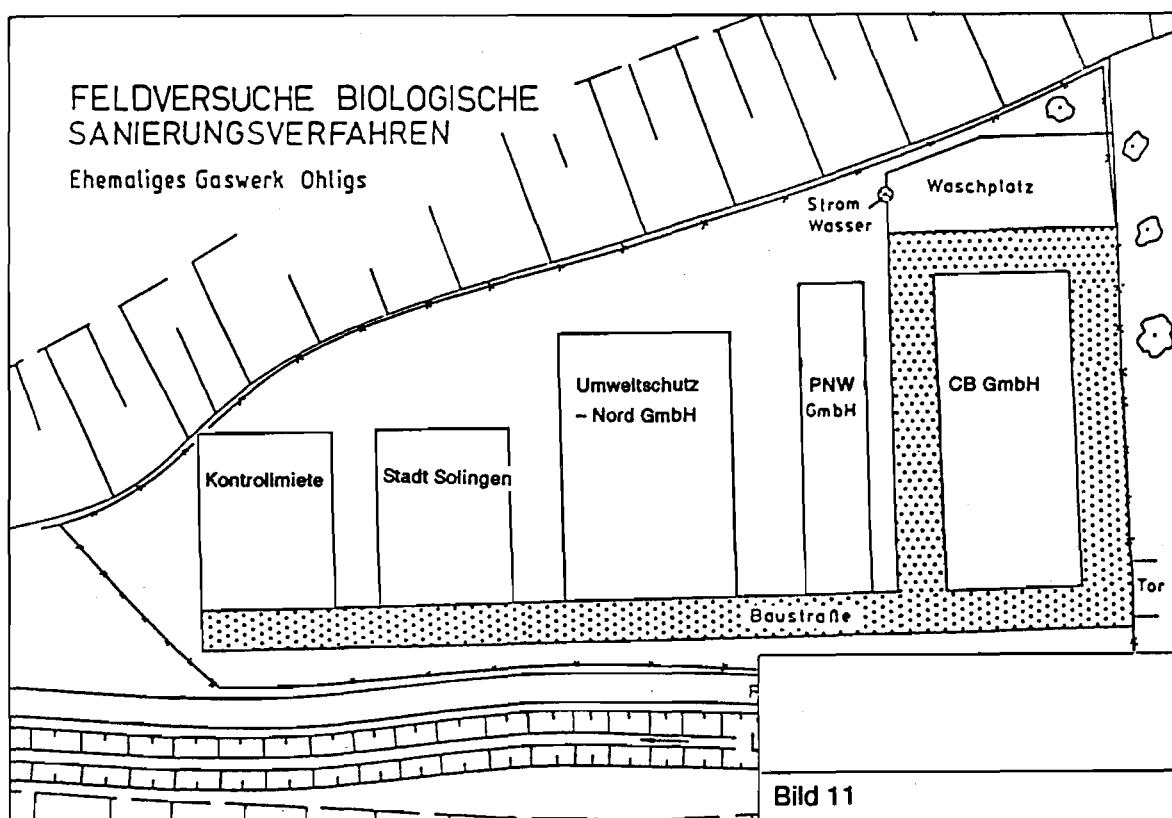 FELDVERSUCHE BIOLOGISCHE
SANIERUNGSVERFAHREN
Ehemaliges Gaswerk Ohligs
Strom
Wasser
Waschplatz
Kontrollmiete
Stadt Solingen
Umweltschutz
– Nord GmbH
PNW
GmbH
CB GmbH
Tor
Baustraße
Bild 11